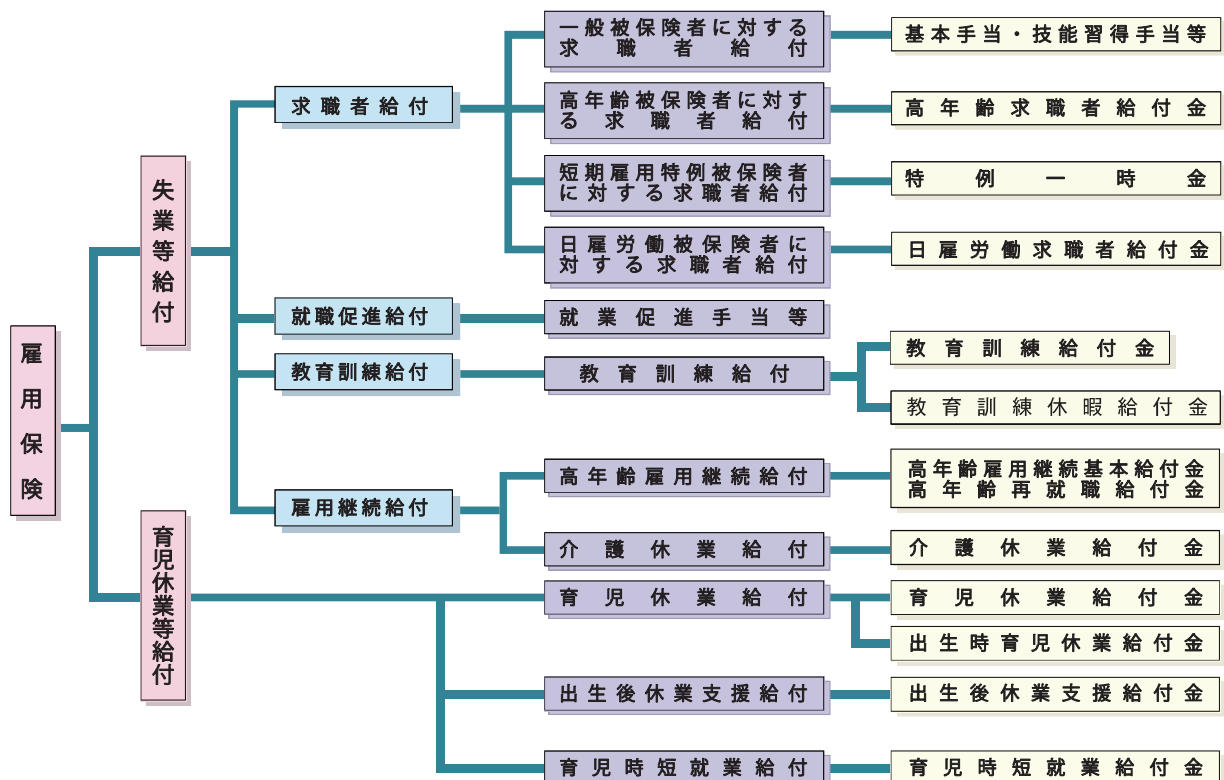 雇用保険
失業等給付
求職者給付
一般被保険者に対する
求職者給付
基本手当・技能習得手当等
高年齢被保険者に対す
る求職者給付
高年齢求職者給付金
短期雇用特例被保険者
に対する求職者給付
特例一時金
日雇労働被保険者に
対する求職者給付
日雇労働求職者給付金
就職促進給付
就業促進手当等
教育訓練給付
教育訓練給付
教育訓練給付金
教育訓練休暇給付金
雇用継続給付
高年齢雇用継続給付
高年齢雇用継続基本給付金
高年齢再就職給付金
介護休業給付
介護休業給付金
育児休業等給付
育児休業給付
育児休業給付金
出生時育児休業給付金
出生後休業支援給付
出生後休業支援給付金
育児時短就業給付
育児時短就業給付金